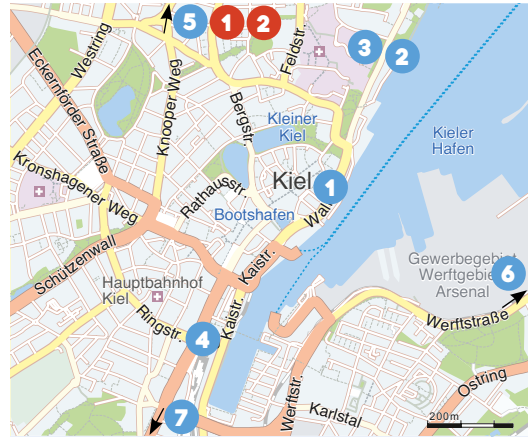 5
1
2
3
2
Westring
Feldstr.
Eckernförder Straße
Knooper Weg
Bergstr.
Kleiner
Kiel
Kieler
Hafen
Kronshagener Weg
Rathausstr.
Kiel
1
Wall
Bootshafen
Schützenwall
Kaistr.
Gewerbegebiet
Werftgebiet
Arsenal
6
Hauptbahnhof
Kiel
Ringstr.
Kaistr.
Werftstraße
4
Werftstr.
Ostring
7
Karlstal
200m